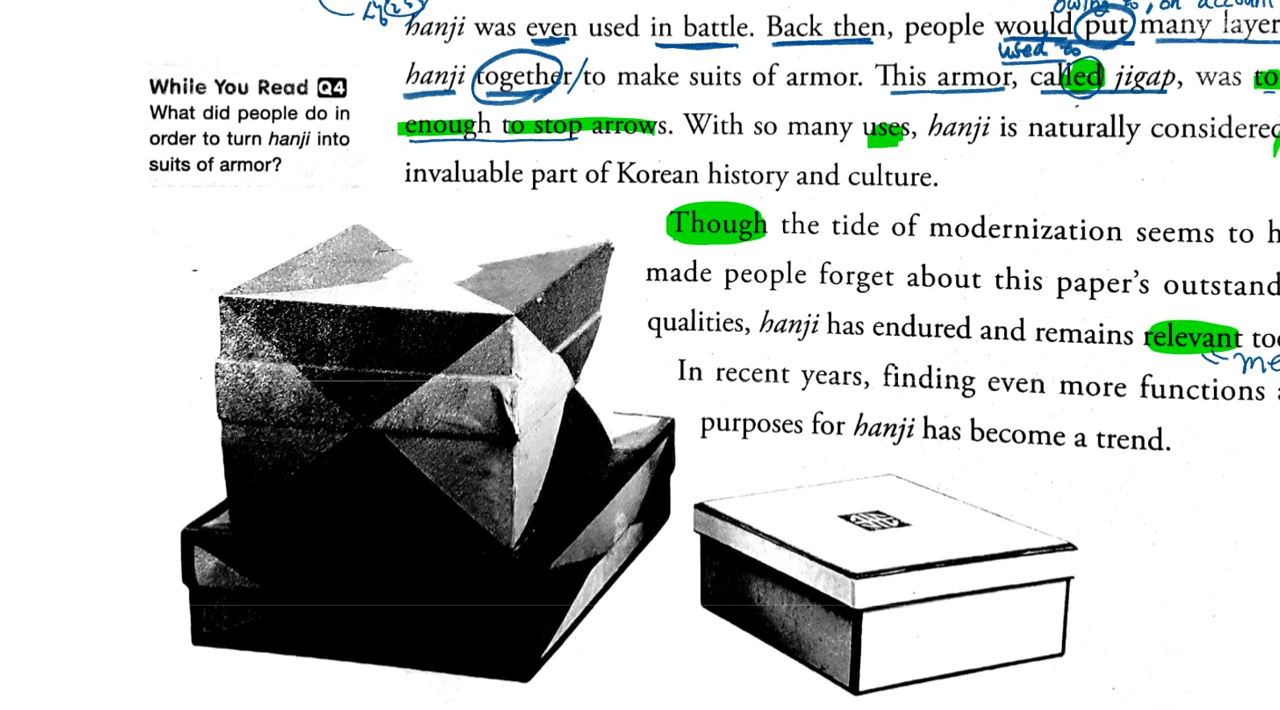 owing to, on account
hanji was even used in battle. Back then, people would put many layer
used to
hanji together/to make suits of armor. This armor, called jigap, was to
enough to stop arrows. With so many uses, hanji is naturally considered
invaluable part of Korean history and culture.
While You Read Q4
What did people do in
order to turn hanji into
suits of armor?
Though the tide of modernization seems to h
made people forget about this paper's outstand
qualities, hanji has endured and remains relevant to
In recent years, finding even more functions a
purposes for hanji has become a trend.